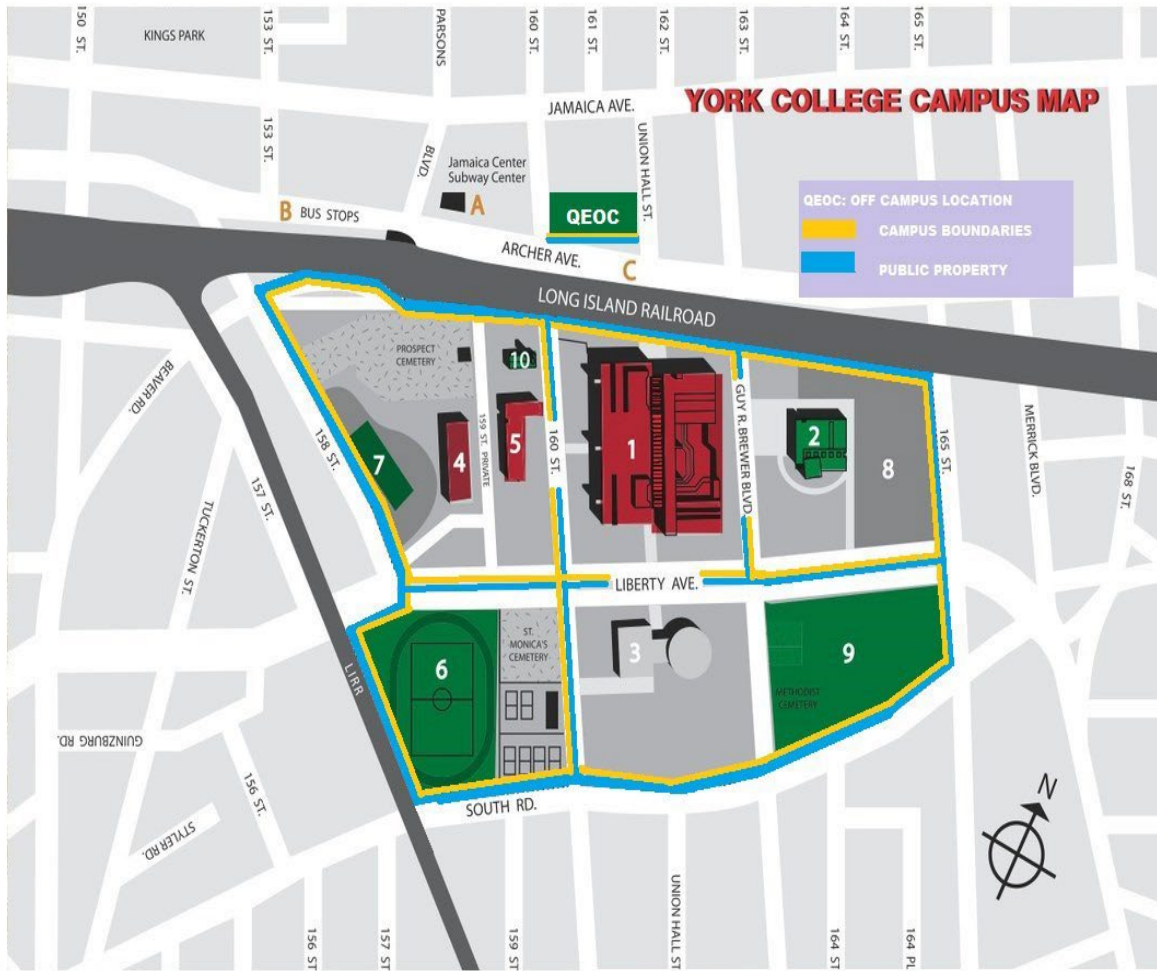 150 ST.
KINGS PARK
153 ST.
PARSONS
160 ST.
161 ST.
162 ST.
163 ST.
164 ST.
165 ST.
JAMAICA AVE.
YORK COLLEGE CAMPUS MAP
153 ST.
BLVD.
UNION HALL ST.
Jamaica Center
Subway Center
A
B
BUS STOPS
QEOC
QEOC: OFF CAMPUS LOCATION
CAMPUS BOUNDARIES
PUBLIC PROPERTY
ARCHER AVE.
C
LONG ISLAND RAILROAD
PROSPECT
CEMETERY
10
BEAVER RD.
158 ST.
7
4
159 ST. PRIVATE
5
160 ST.
1
GUY R. BREWER BLVD.
2
8
165 ST.
MERRICK BLVD.
168 ST.
157 ST.
TUCKERTON ST.
LIBERTY AVE.
LIRR
6
ST.
MONICA'S
CEMETERY
3
9
METHODIST
CEMETERY
GUINZBURG RD.
156 ST.
STYLER RD.
SOUTH RD.
N
156 ST
157 ST
159 ST
UNION HALL ST
164 ST
164 PL